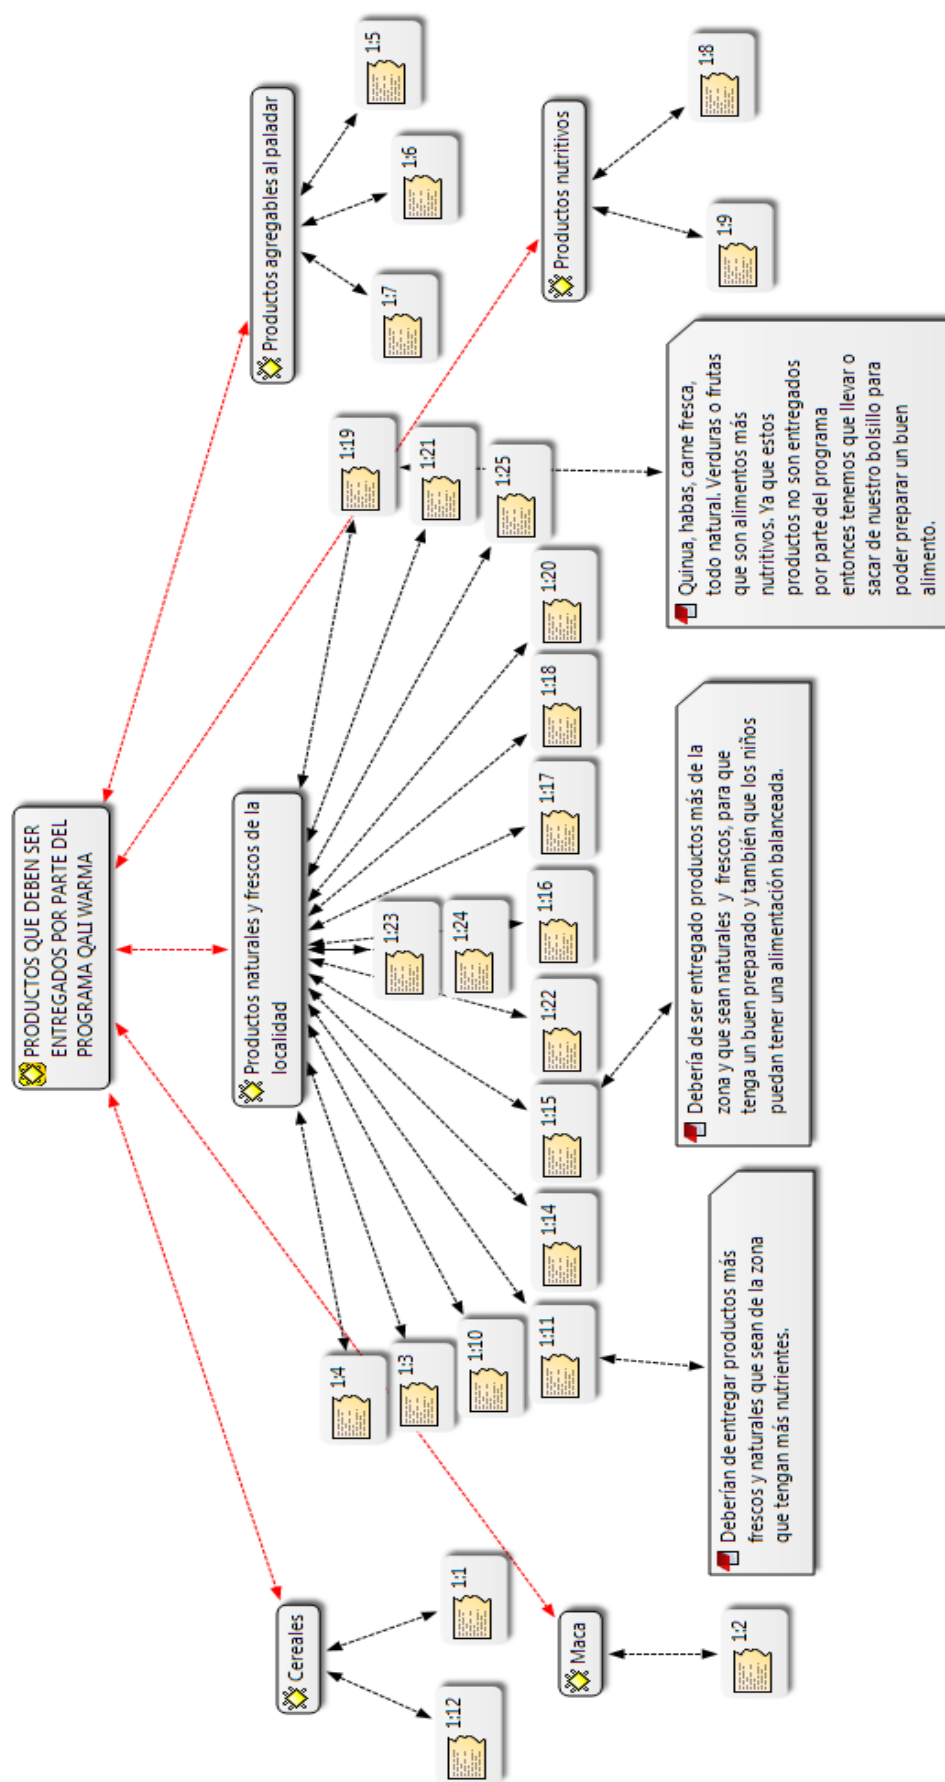 PRODUCTOS QUE DEBEN SER
ENTREGADOS POR PARTE DEL
PROGRAMA QALI WARMA
Cereales
1:12
1:1
Maca
1:2
Productos naturales y frescos de la
localidad
1:4
1:3
1:10
1:11
1:14
1:15
1:22
1:23
1:24
1:16
1:17
1:18
1:20
1:19
1:21
1:25
Productos agregables al paladar
1:7
1:6
1:5
Productos nutritivos
1:9
1:8
Deberían de entregar productos más
frescos y naturales que sean de la zona
que tengan más nutrientes.
Debería de ser entregado productos más de la
zona y que sean naturales y frescos, para que
tenga un buen preparado y también que los niños
puedan tener una alimentación balanceada.
Quinua, habas, carne fresca,
todo natural. Verduras o frutas
que son alimentos más
nutritivos. Ya que estos
productos no son entregados
por parte del programa
entonces tenemos que llevar o
sacar de nuestro bolsillo para
poder preparar un buen
alimento.